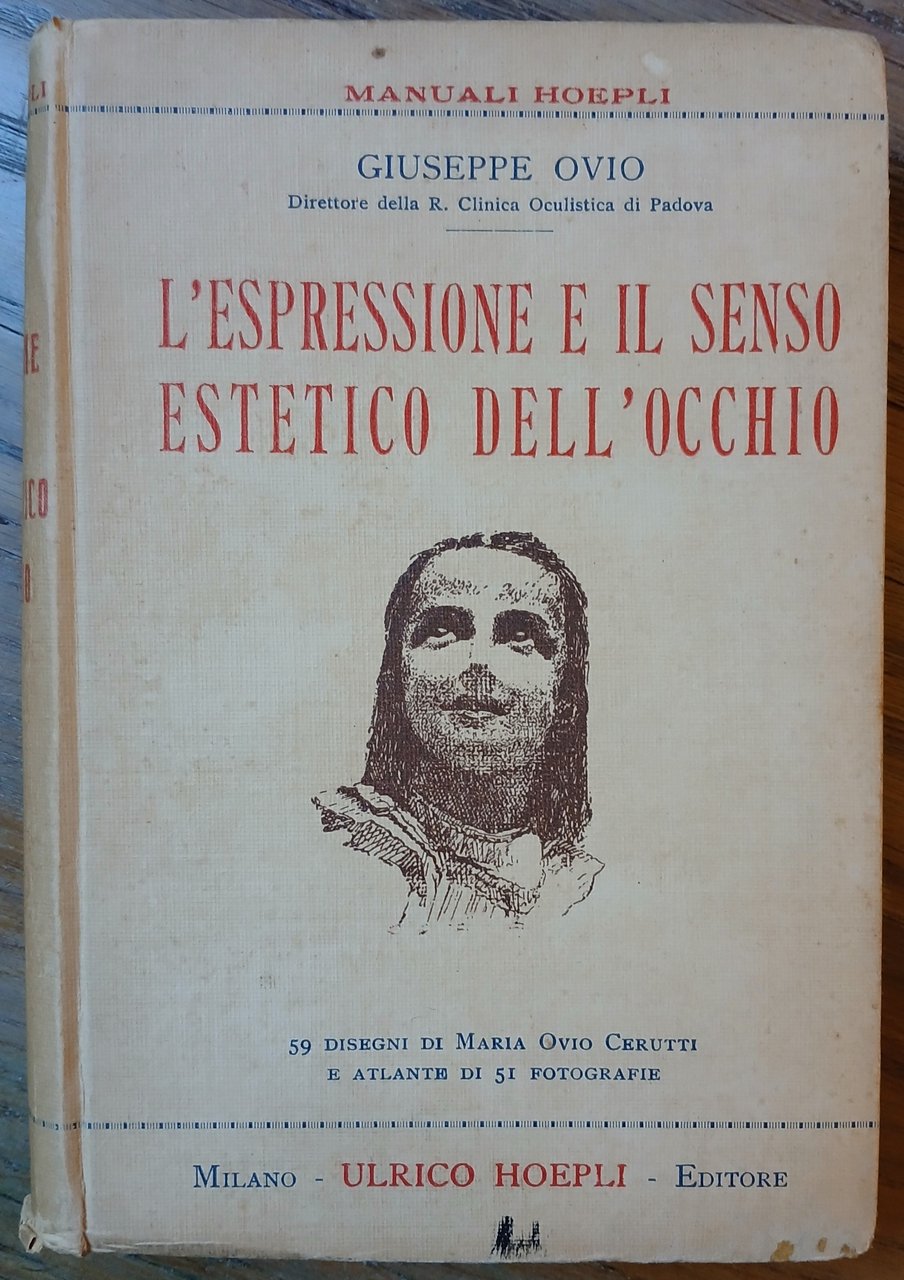 MANUALI HOEPLI
GIUSEPPE OVIO
Direttore della R. Clinica Oculistica di Padova
L'ESPRESSIONE E IL SENSO
ESTETICO DELL'OCCHIO
59 DISEGNI DI MARIA OVIO CERUTTI
E ATLANTE DI 51 FOTOGRAFIE
MILANO - ULRICO HOEPLI - EDITORE